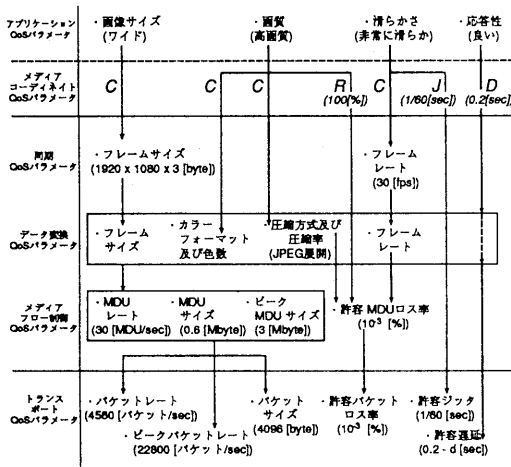 アプリケーション
QoSパラメータ
・画像サイズ
(ワイド)
・画質
(高画質)
・滑らかさ
(非常に滑らか)
・応答性
(良い)
メディア
コーディネイト
QoSパラメータ
C
C
C
R
(100[%])
C
J
(1/60[sec])
D
(0.2[sec])
同期
QoSパラメータ
・フレームサイズ
(1920 x 1080 x 3 [byte])
・フレーム
レート
(30 [fps])
データ変換
QoSパラメータ
・フレーム
サイズ
・カラー
フォーマット
及び色数
・圧縮方式及び
圧縮率
(JPEG展開)
・フレーム
レート
メディア
フロー制御
QoSパラメータ
・MDU
レート
(30 [MDU/sec])
・MDU
サイズ
(0.6 [Mbyte])
・ピーク
MDU サイズ
(3 [Mbyte])
・許容 MDUロス率
(10⁻³ [%])
トランス
ポート
QoSパラメータ
・パケットレート
(4560 [パケット/sec])
・ピークパケットレート
(22800 [パケット/sec])
・パケット
サイズ
(4096 [byte])
・許容パケット
ロス率
(10⁻³ [%])
・許容ジッタ
(1/60 [sec])
・許容遅延
(0.2 - d [sec])